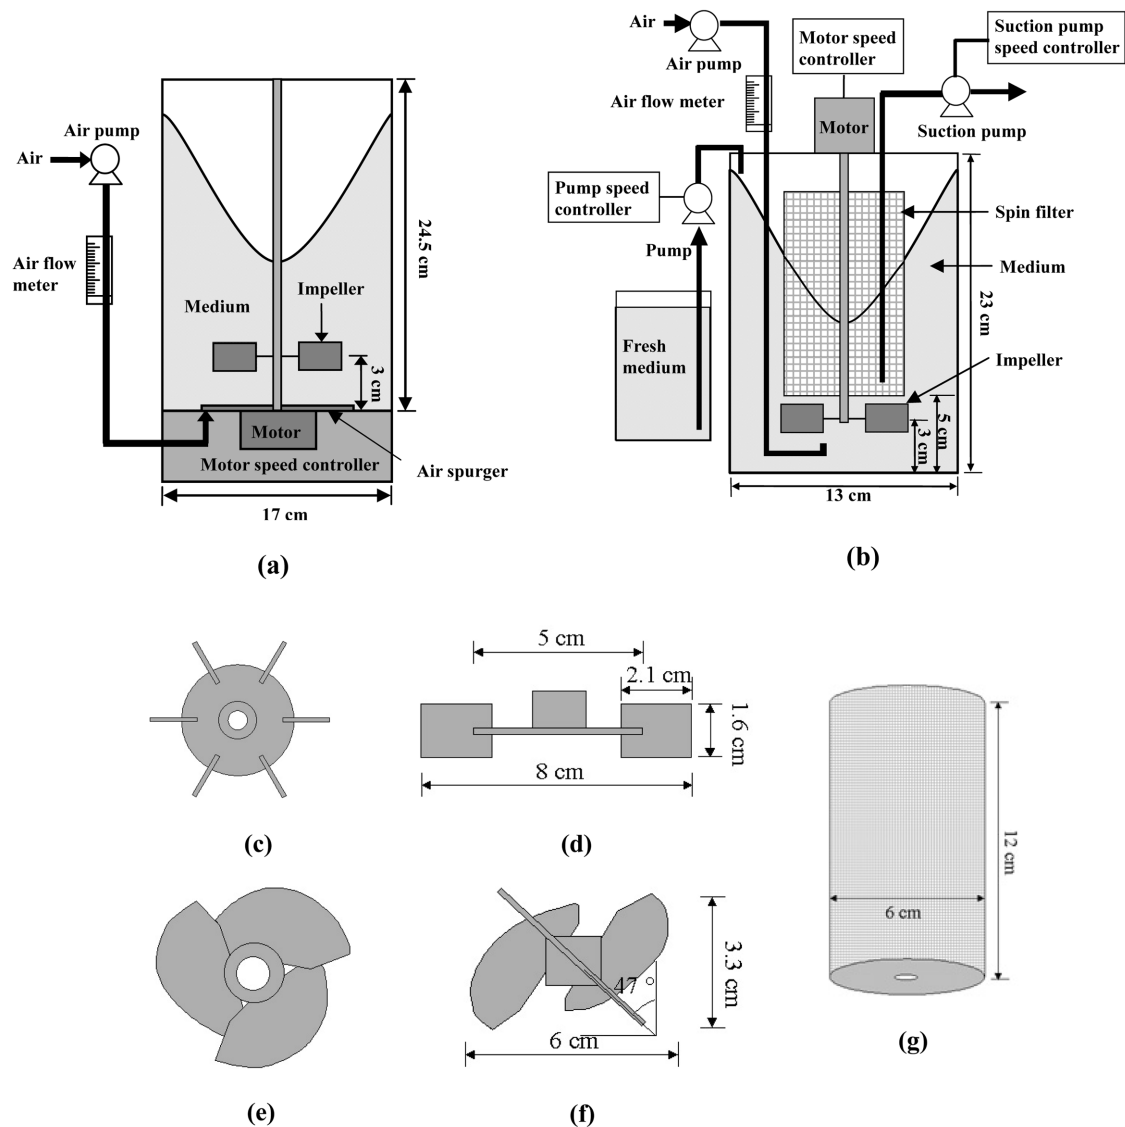 Air pump
Air
Air flow
meter
Medium
Impeller
24.5 cm
3 cm
Motor
Motor speed controller
Air spurger
17 cm
(a)
Air
Air pump
Air flow meter
Motor speed
controller
Motor
Suction pump
speed controller
Suction pump
Pump speed
controller
Pump
Fresh
medium
Spin filter
Medium
23 cm
Impeller
5 cm
3 cm
13 cm
(b)
(c)
5 cm
2.1 cm
1.6 cm
8 cm
(d)
(e)
47 °
3.3 cm
6 cm
(f)
12 cm
6 cm
(g)